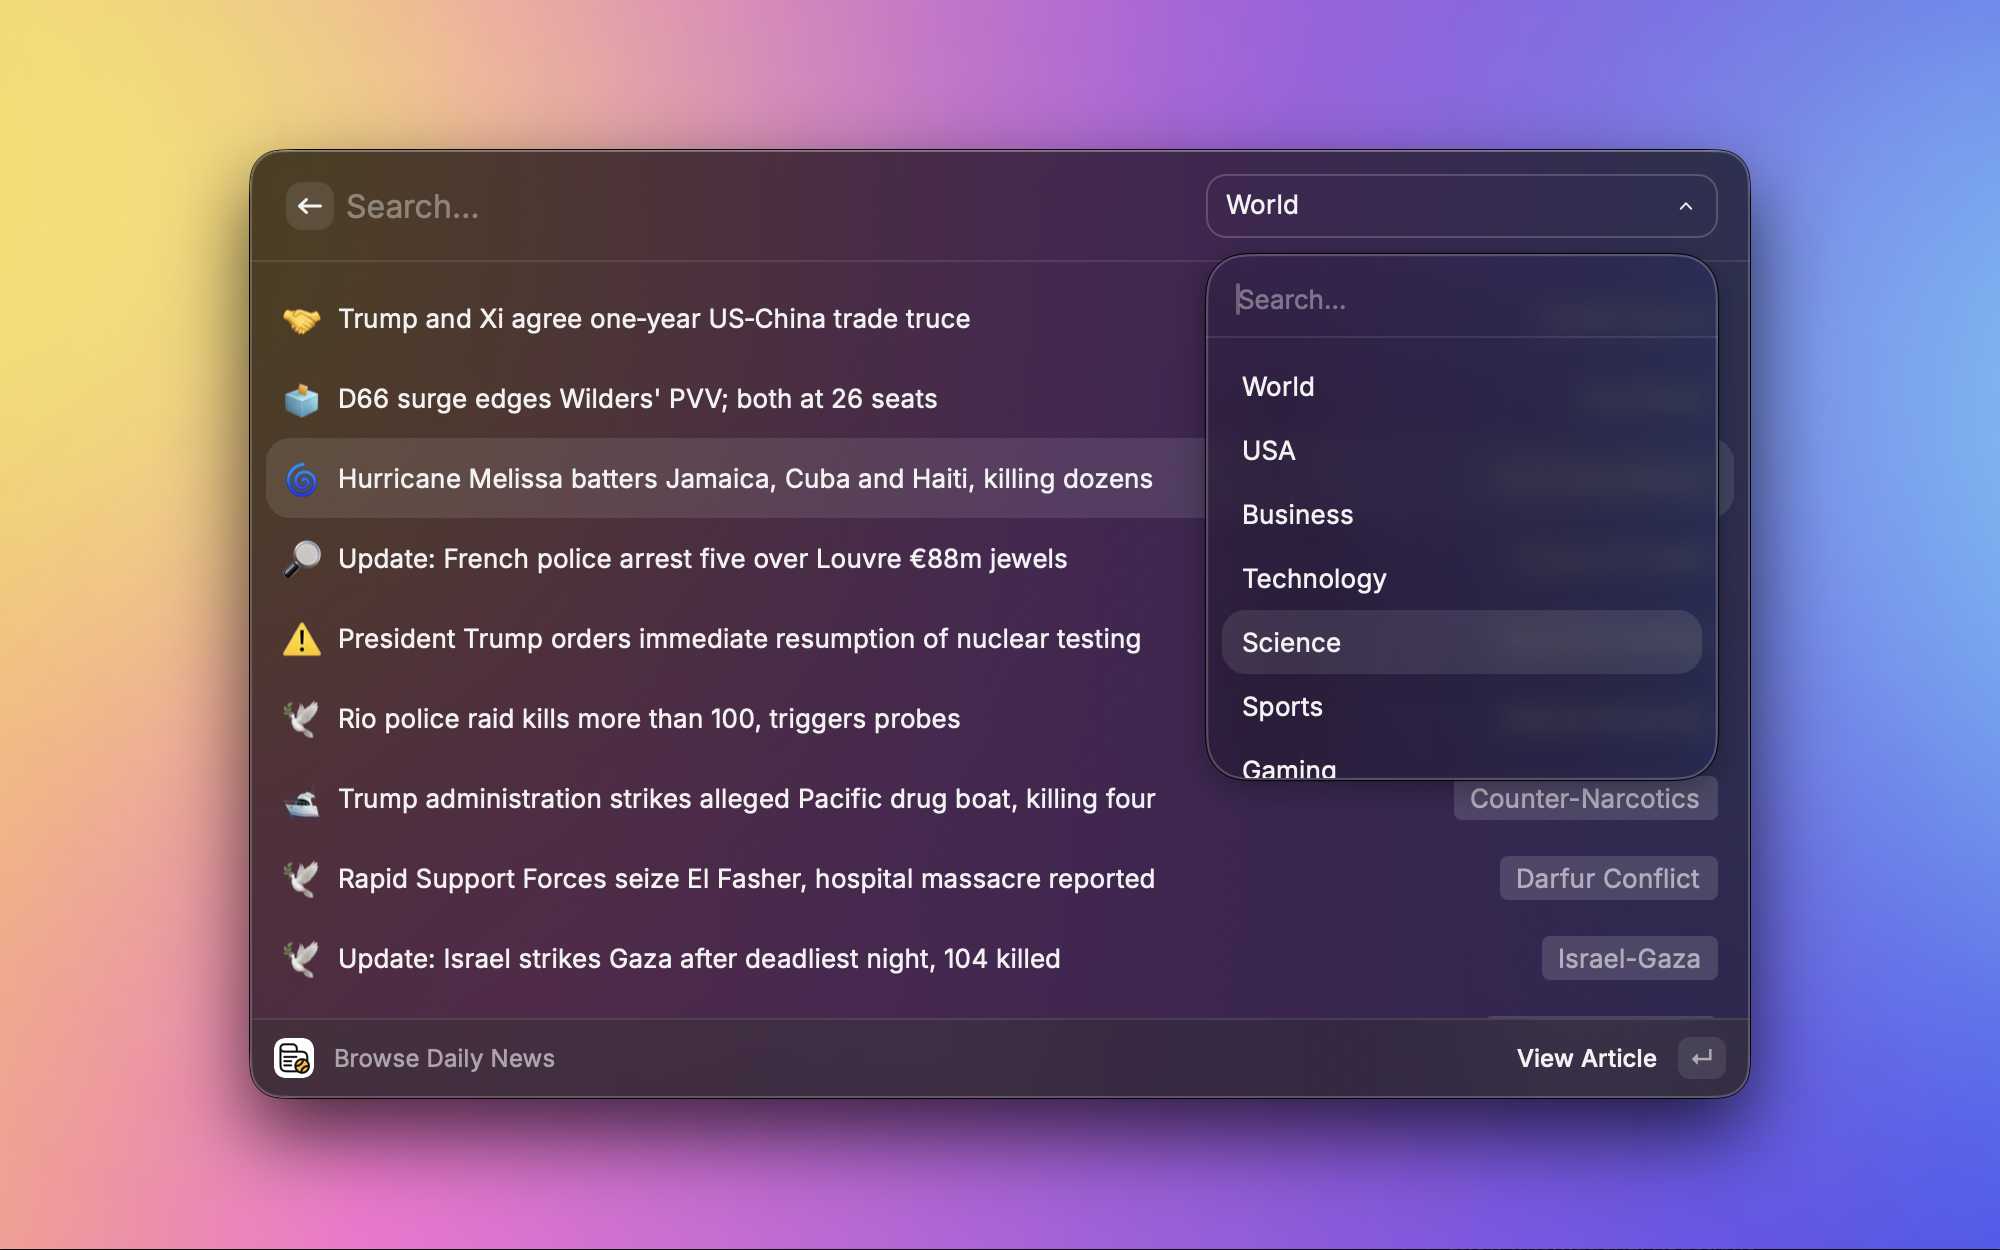 Search...
World
Search...
World
USA
Business
Technology
Science
Sports
Gaming
Trump and Xi agree one-year US-China trade truce
D66 surge edges Wilders' PVV; both at 26 seats
Hurricane Melissa batters Jamaica, Cuba and Haiti, killing dozens
Update: French police arrest five over Louvre €88m jewels
President Trump orders immediate resumption of nuclear testing
Rio police raid kills more than 100, triggers probes
Trump administration strikes alleged Pacific drug boat, killing four
Counter-Narcotics
Rapid Support Forces seize El Fasher, hospital massacre reported
Darfur Conflict
Update: Israel strikes Gaza after deadliest night, 104 killed
Israel-Gaza
Browse Daily News
View Article